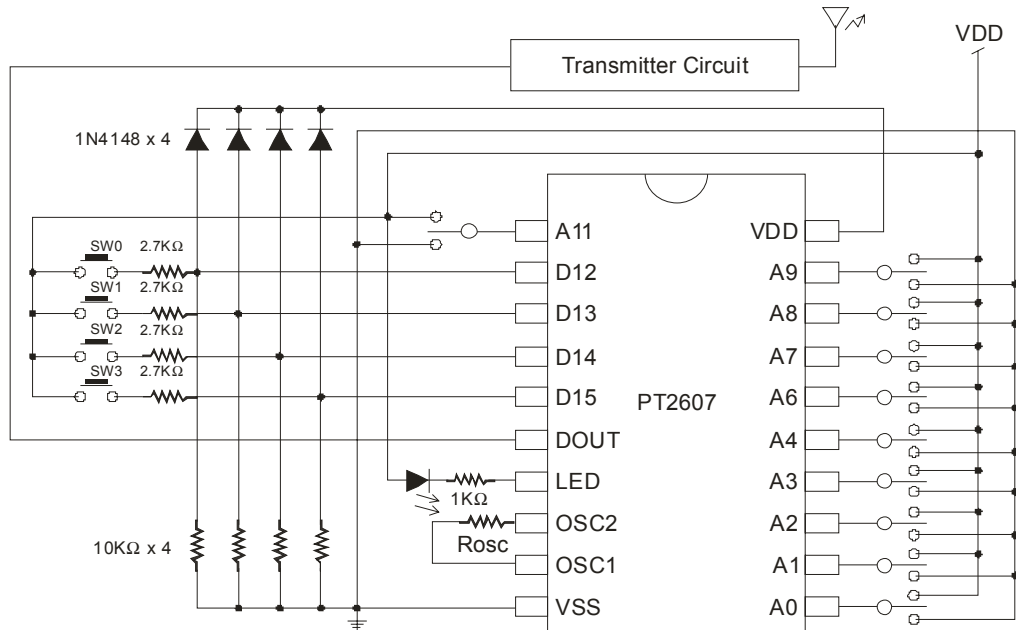 VDD
Transmitter Circuit
1N4148 x 4
A11
VDD
SW0 2.7KΩ
D12
A9
SW1 2.7KΩ
D13
A8
SW2 2.7KΩ
D14
A7
SW3 2.7KΩ
D15
A6
PT2607
DOUT
A4
LED
A3
1KΩ
OSC2
A2
10KΩ x 4
Rosc
OSC1
A1
VSS
A0